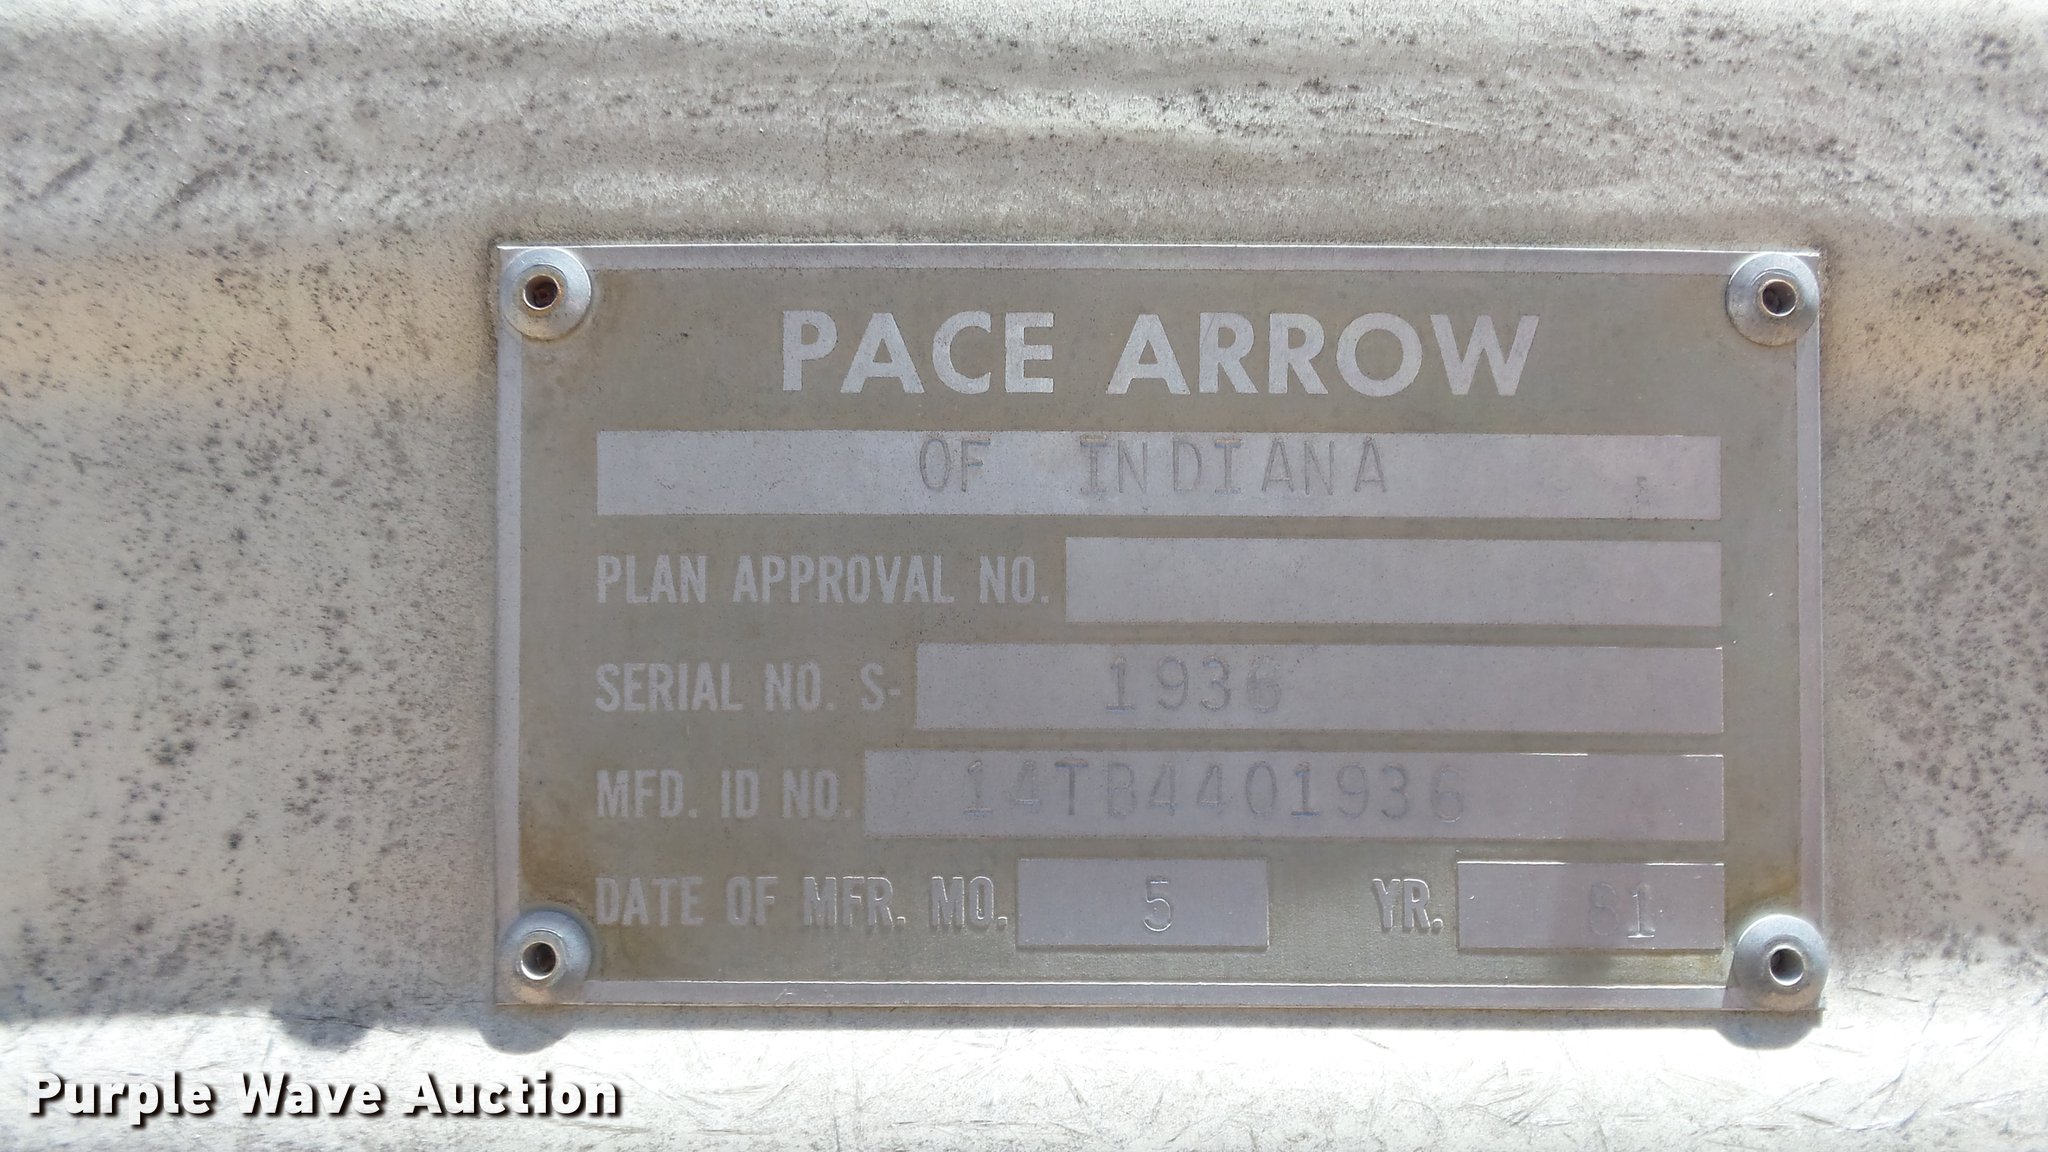 PACE ARROW
OF INDIANA
PLAN APPROVAL NO.
SERIAL NO. S- 1936
MFD. ID NO. 14TB4401936
DATE OF MFR. MO. 5 YR. 81
Purple Wave Auction